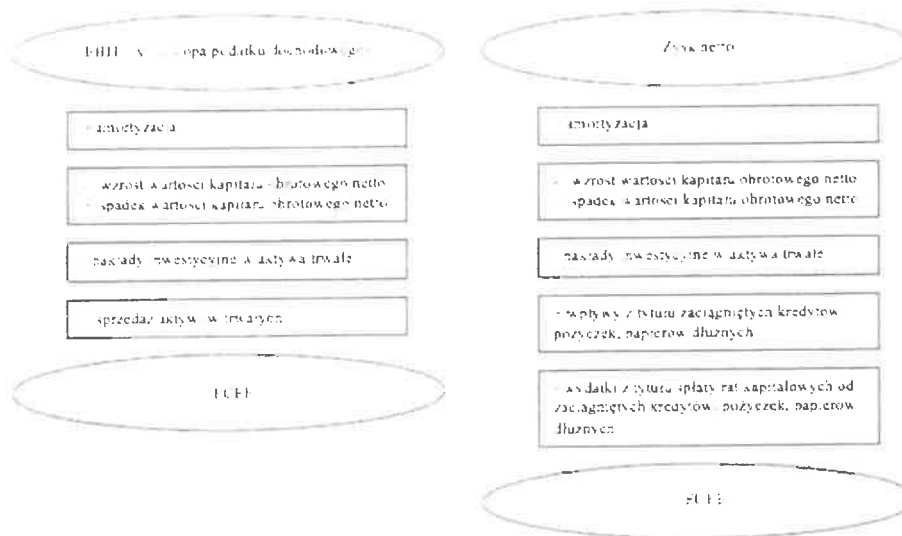 EBIT x opa podatku dochodowego
amortyzacja
wzrost wartości kapitału obrotowego netto
spadek wartości kapitału obrotowego netto
nakłady inwestycyjne w aktywa trwałe
sprzedaż aktywów trwałych
FCFF
Zysk netto
amortyzacja
wzrost wartości kapitału obrotowego netto
spadek wartości kapitału obrotowego netto
nakłady inwestycyjne w aktywa trwałe
wpływy z tytułu zaciągniętych kredytów
pożyczek, papierów dłużnych
wydatki z tytułu spłaty rat kapitałowych od
zaciągniętych kredytów, pożyczek, papierów
dłużnych
FCFE